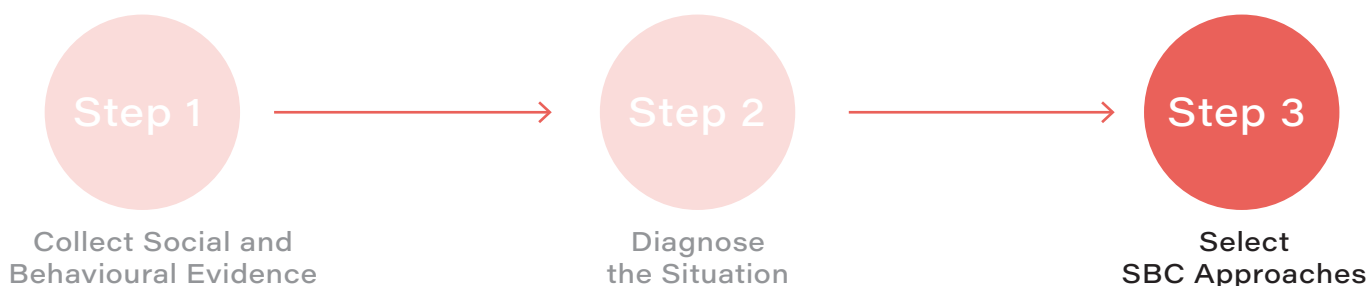 Step 1
Step 2
Step 3
Collect Social and
Behavioural Evidence
Diagnose
the Situation
Select
SBC Approaches